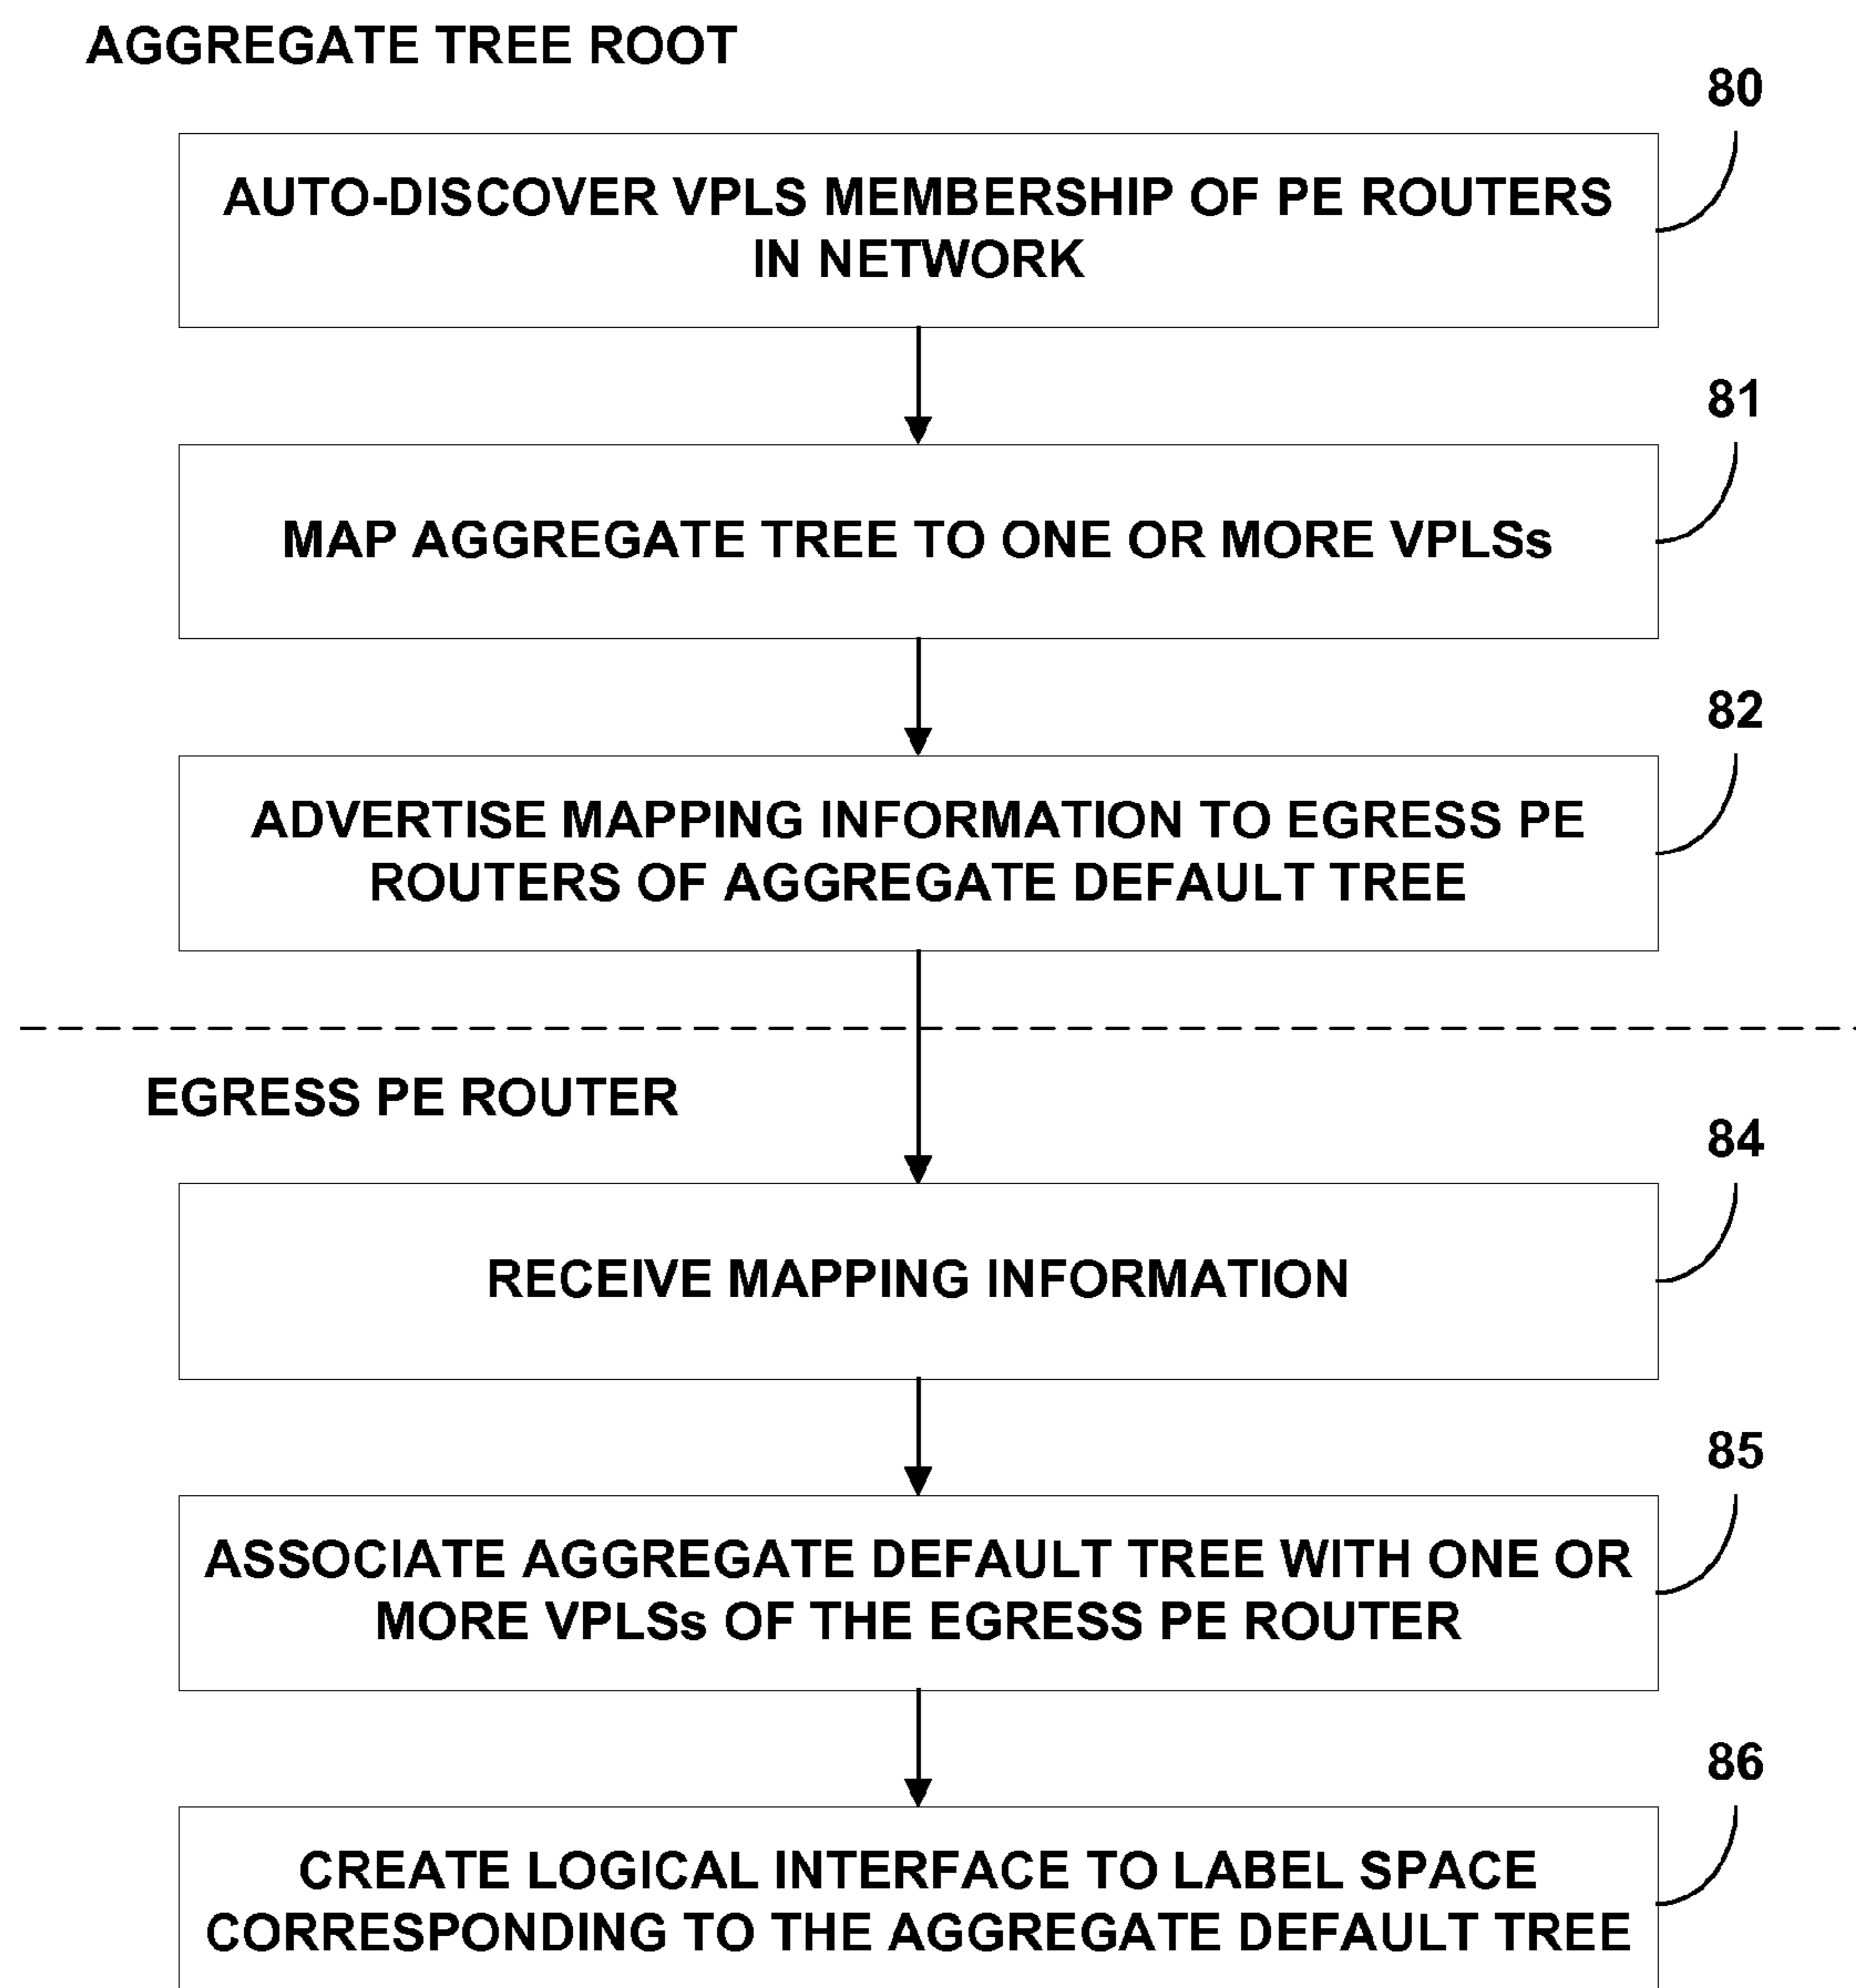 AGGREGATE TREE ROOT
80
AUTO-DISCOVER VPLS MEMBERSHIP OF PE ROUTERS
IN NETWORK
81
MAP AGGREGATE TREE TO ONE OR MORE VPLSs
82
ADVERTISE MAPPING INFORMATION TO EGRESS PE
ROUTERS OF AGGREGATE DEFAULT TREE
EGRESS PE ROUTER
84
RECEIVE MAPPING INFORMATION
85
ASSOCIATE AGGREGATE DEFAULT TREE WITH ONE OR
MORE VPLSs OF THE EGRESS PE ROUTER
86
CREATE LOGICAL INTERFACE TO LABEL SPACE
CORRESPONDING TO THE AGGREGATE DEFAULT TREE